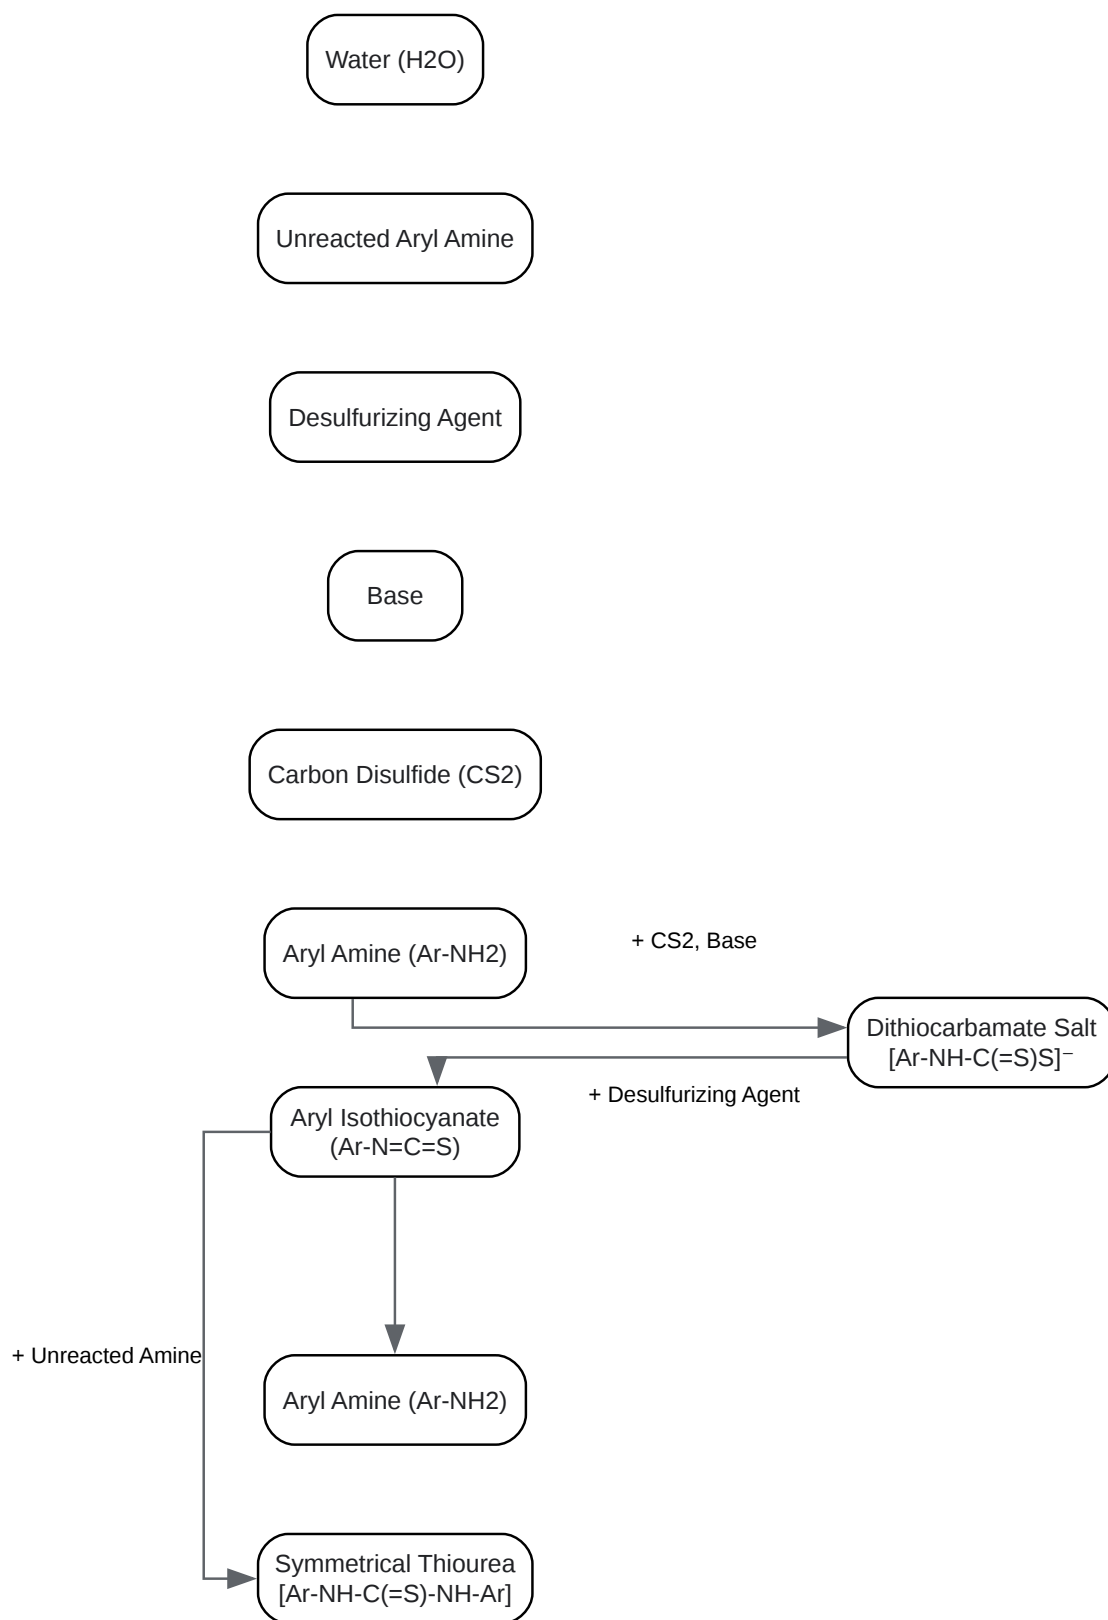 Water (H2O)
Unreacted Aryl Amine
Desulfurizing Agent
Base
Carbon Disulfide (CS2)
Aryl Amine (Ar-NH2)
+ CS2, Base
Dithiocarbamate Salt
[Ar-NH-C(=S)S]⁻
+ Desulfurizing Agent
Aryl Isothiocyanate
(Ar-N=C=S)
+ Unreacted Amine
Aryl Amine (Ar-NH2)
Symmetrical Thiourea
[Ar-NH-C(=S)-NH-Ar]